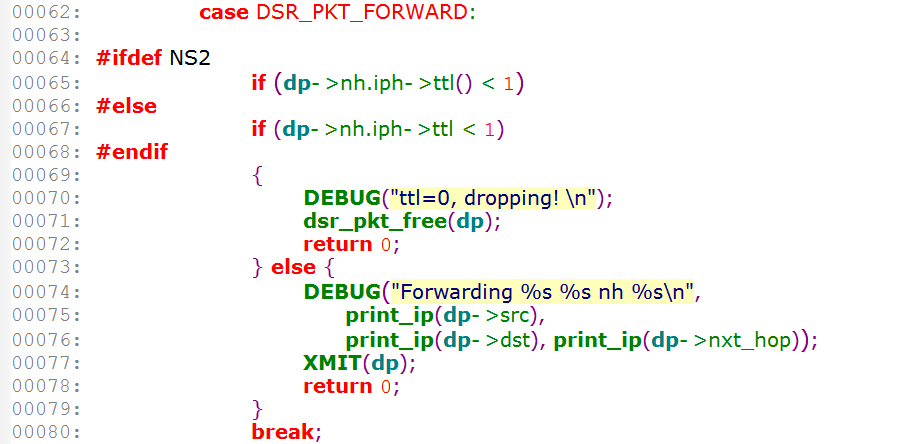 00062:         case DSR_PKT_FORWARD:
00063:
00064: #ifdef NS2
00065:             if (dp->nh.iph->ttl() < 1)
00066: #else
00067:             if (dp->nh.iph->ttl < 1)
00068: #endif
00069:             {
00070:                 DEBUG("ttl=0, dropping! \n");
00071:                 dsr_pkt_free(dp);
00072:                 return 0;
00073:             } else {
00074:                 DEBUG("Forwarding %s %s nh %s\n",
00075:                     print_ip(dp->src),
00076:                     print_ip(dp->dst), print_ip(dp->nxt_hop));
00077:                 XMIT(dp);
00078:                 return 0;
00079:             }
00080:             break;